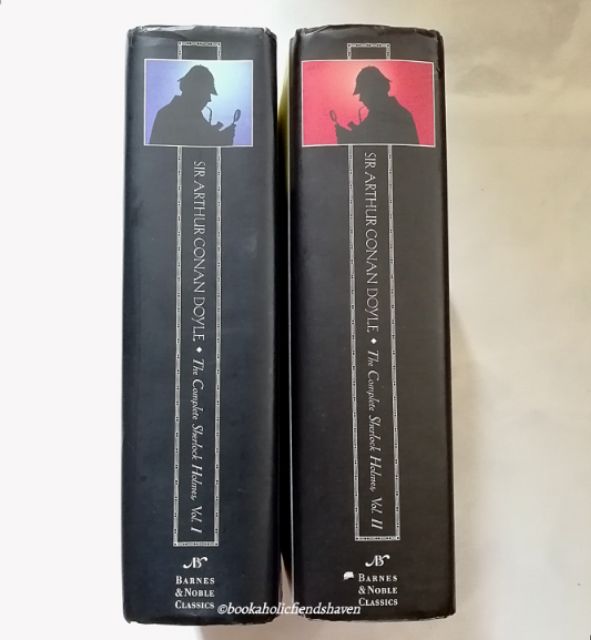 SIR ARTHUR CONAN DOYLE ◆ The Complete Sherlock Holmes, Vol. I
BARNES
& NOBLE
CLASSICS
SIR ARTHUR CONAN DOYLE ◆ The Complete Sherlock Holmes, Vol. II
BARNES
& NOBLE
CLASSICS
©bookaholicfiendshaven